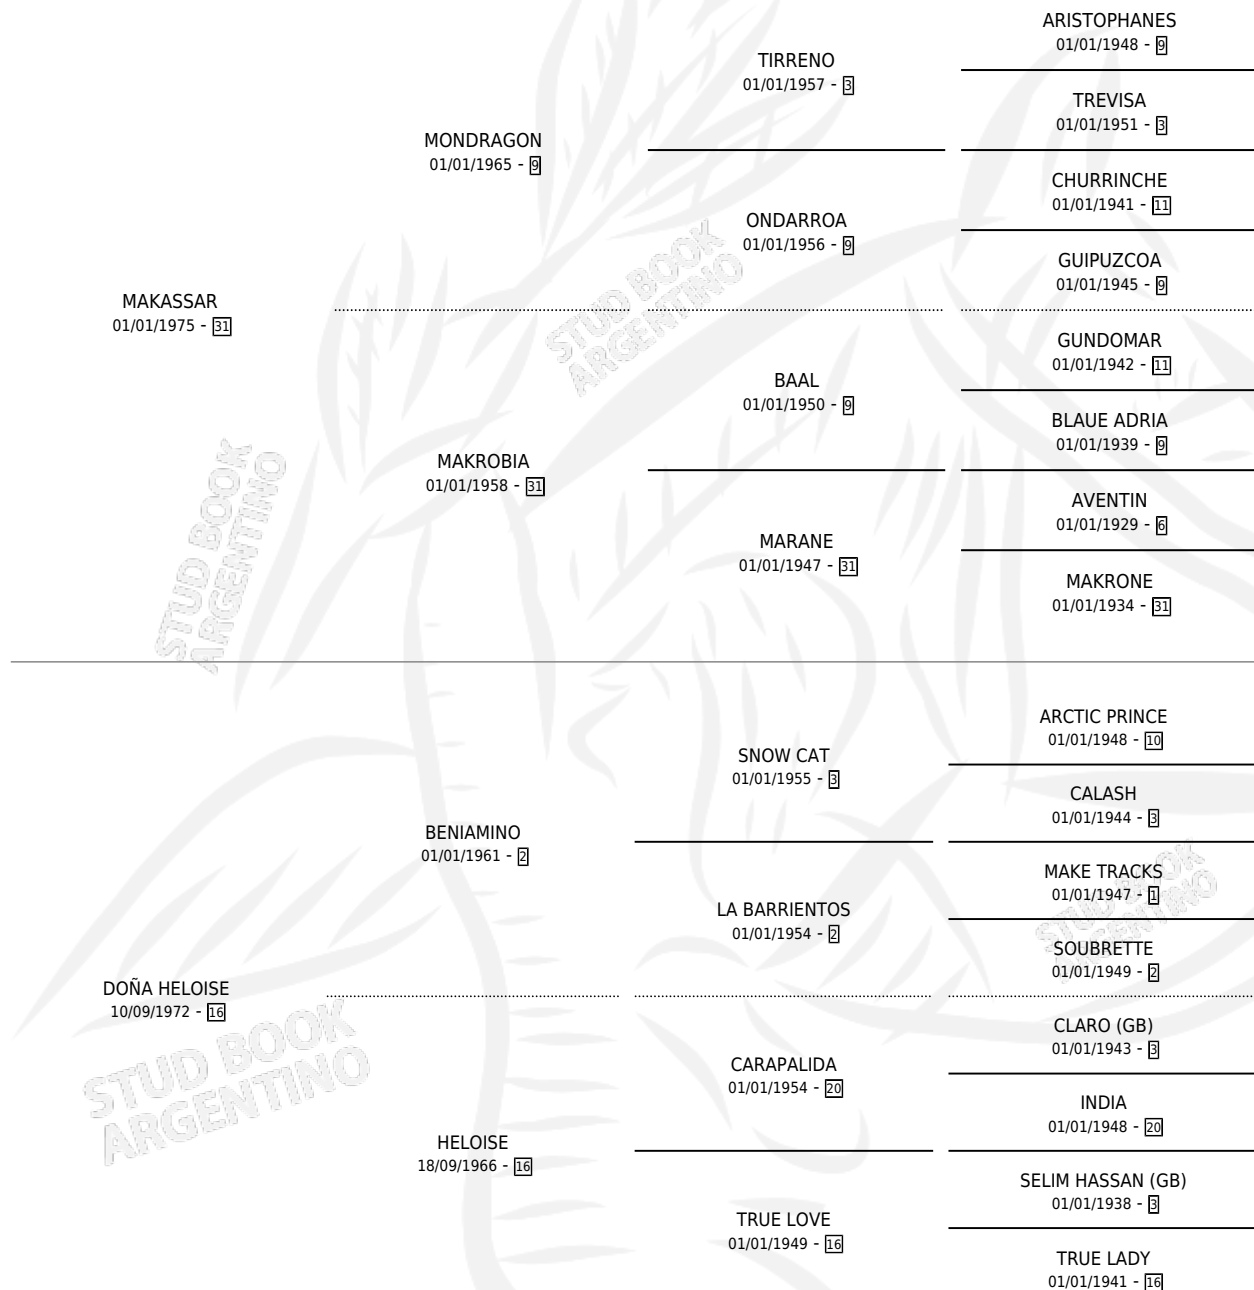 ARISTOPHANES
01/01/1948 - 9
TIRRENO
01/01/1957 - 3
TREVISA
01/01/1951 - 3
MONDRAGON
01/01/1965 - 9
CHURRINCHE
01/01/1941 - 11
ONDARROA
01/01/1956 - 9
GUIPUZCOA
01/01/1945 - 9
MAKASSAR
01/01/1975 - 31
GUNDOMAR
01/01/1942 - 11
BAAL
01/01/1950 - 9
BLAUE ADRIA
01/01/1939 - 9
MAKROBIA
01/01/1958 - 31
AVENTIN
01/01/1929 - 6
MARANE
01/01/1947 - 31
MAKRONE
01/01/1934 - 31
ARCTIC PRINCE
01/01/1948 - 10
SNOW CAT
01/01/1955 - 3
CALASH
01/01/1944 - 3
BENIAMINO
01/01/1961 - 2
MAKE TRACKS
01/01/1947 - 1
LA BARRIENTOS
01/01/1954 - 2
SOUBRETTE
01/01/1949 - 2
DOÑA HELOISE
10/09/1972 - 16
CLARO (GB)
01/01/1943 - 3
CARAPALIDA
01/01/1954 - 20
INDIA
01/01/1948 - 20
HELOISE
18/09/1966 - 16
SELIM HASSAN (GB)
01/01/1938 - 3
TRUE LOVE
01/01/1949 - 16
TRUE LADY
01/01/1941 - 16
STUD BOOK
ARGENTINO
STUD BOOK
ARGENTINO
STUD BOOK
ARGENTINO
STUD BOOK
ARGENTINO